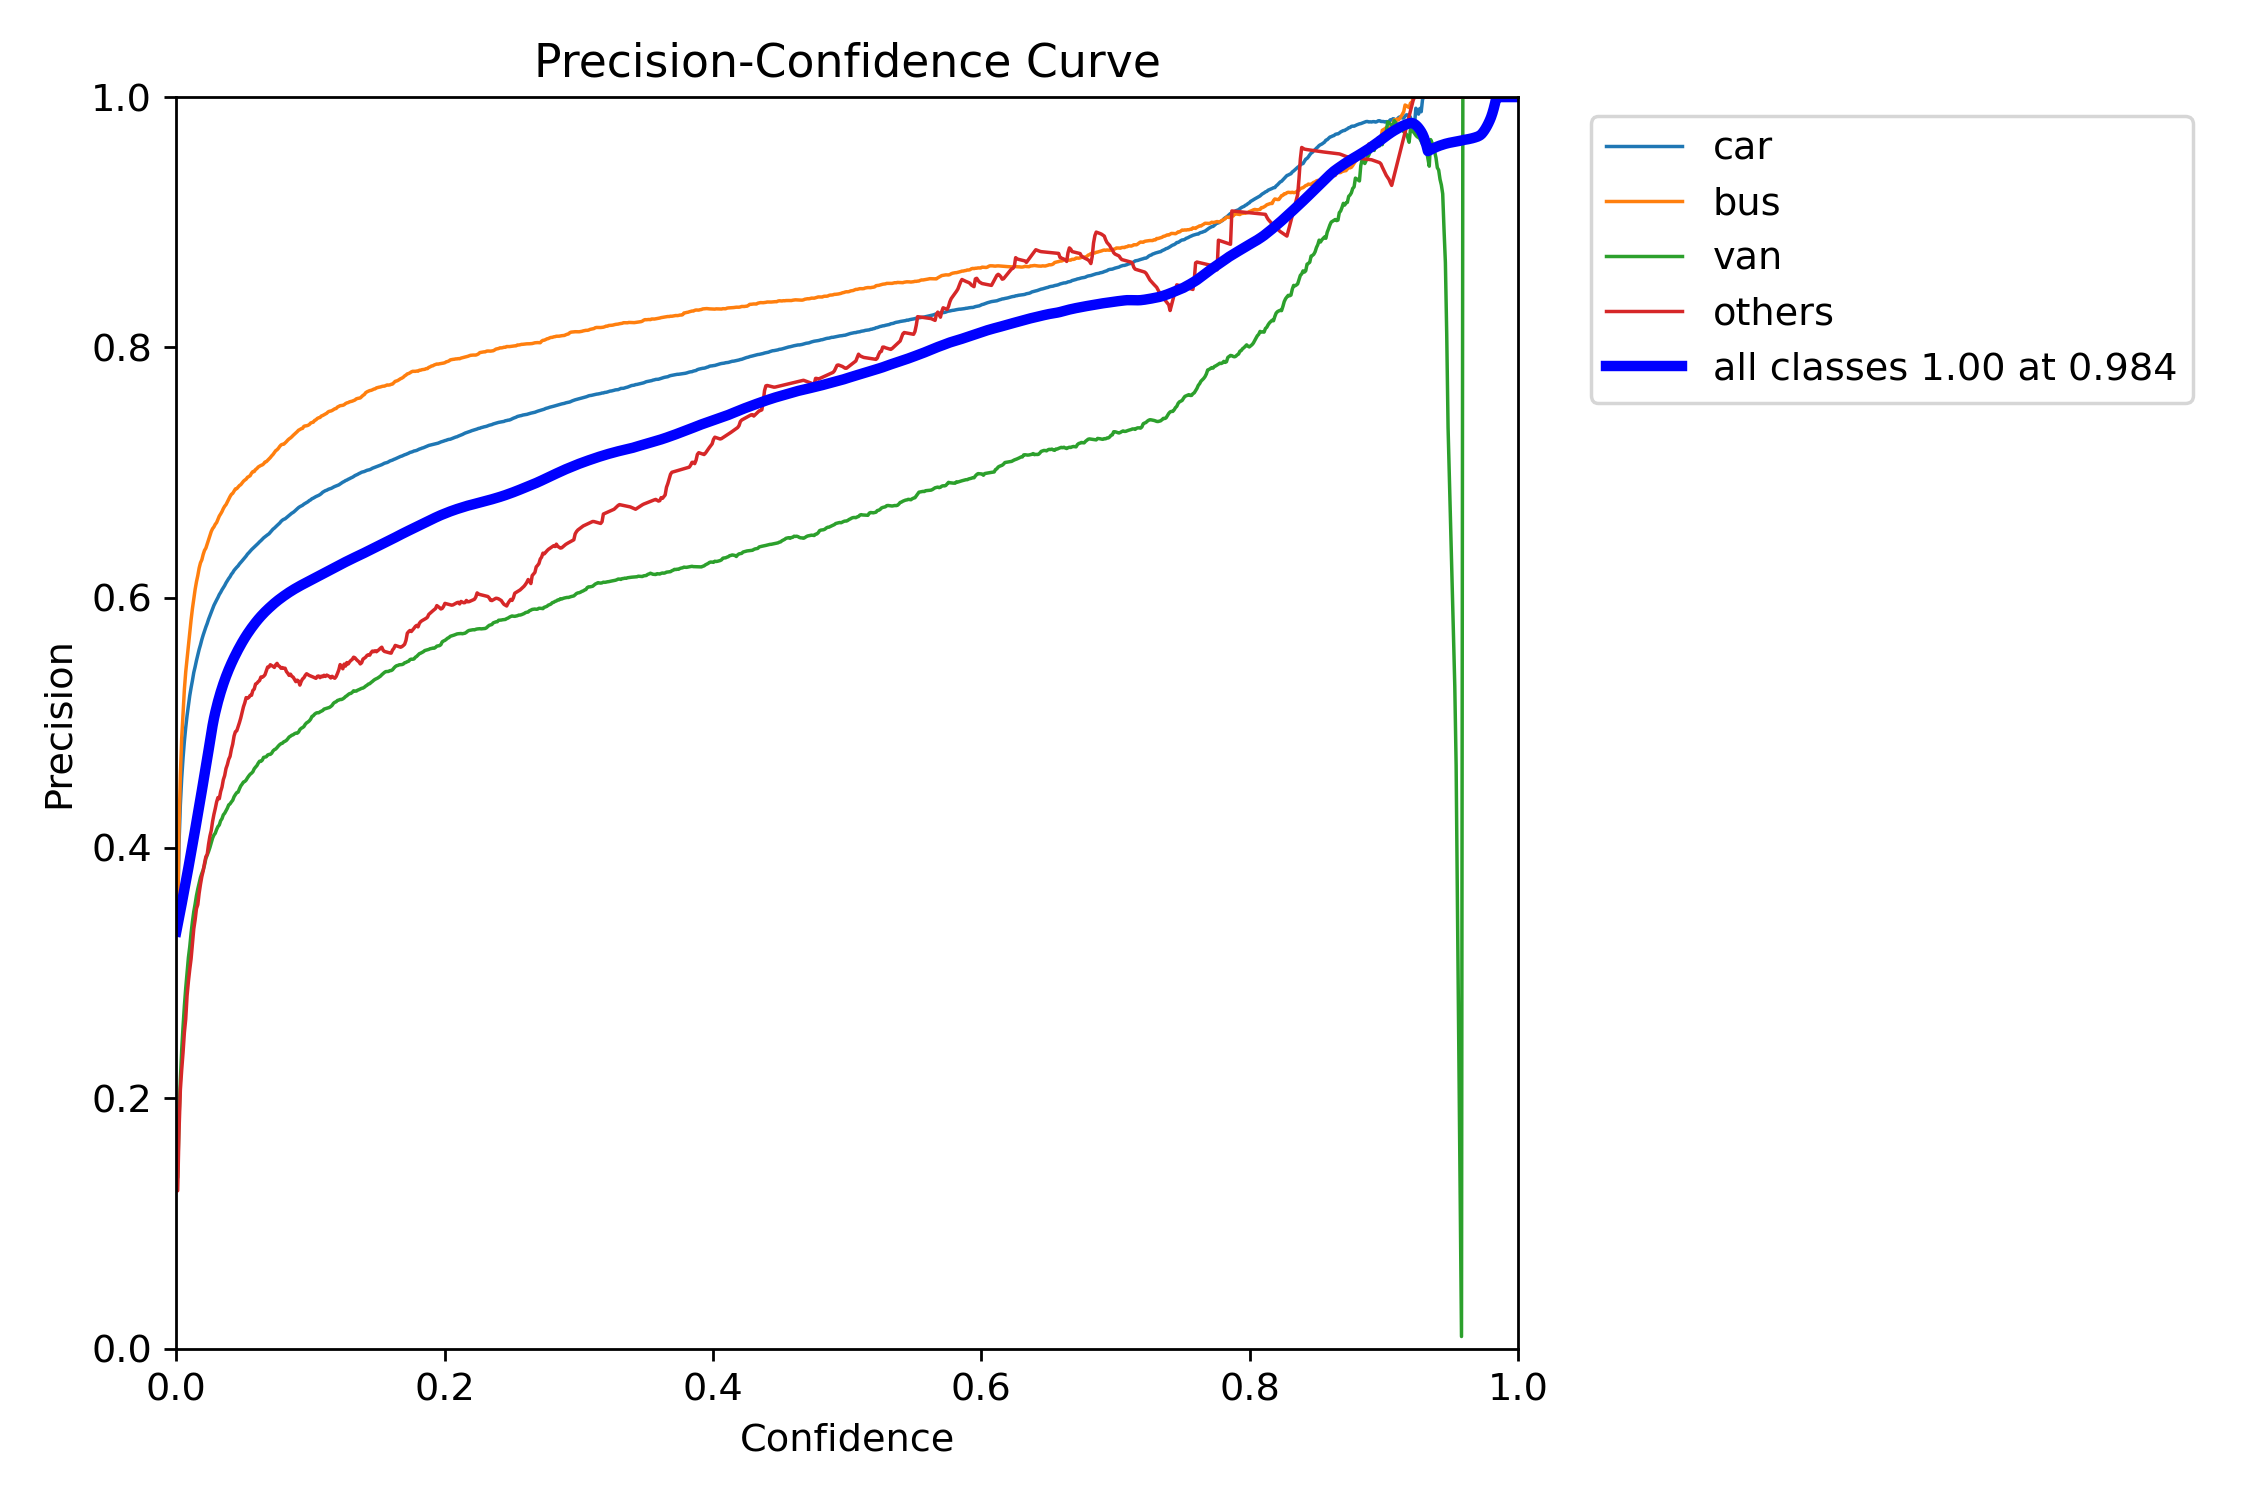 Precision-Confidence Curve
1.0
0.8
0.6
0.4
0.2
0.0
Precision
0.0 0.2 0.4 0.6 0.8 1.0
Confidence
car
bus
van
others
all classes 1.00 at 0.984